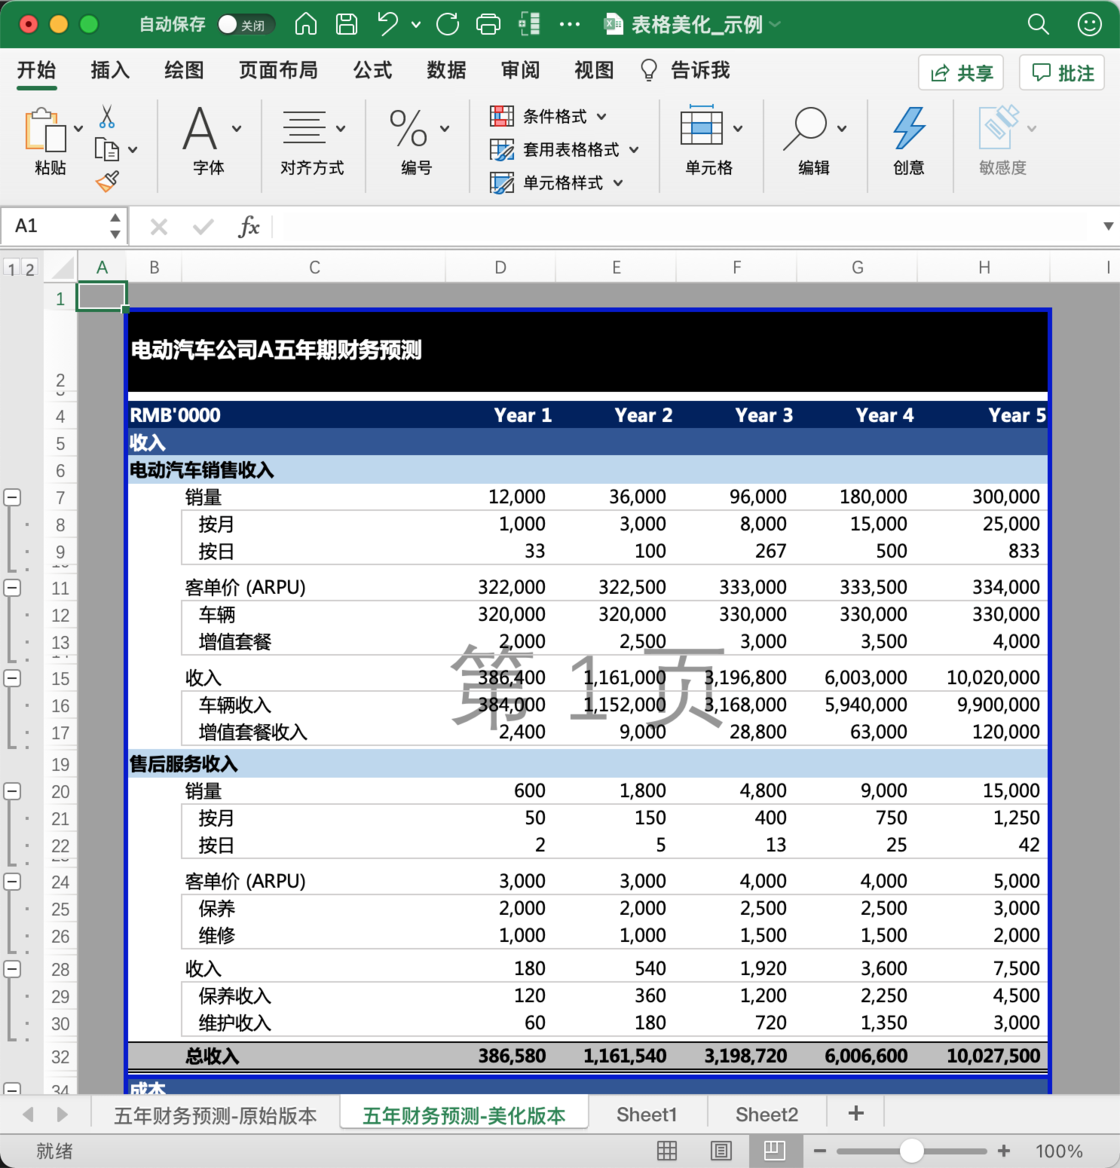 自动保存 关闭 表格美化_示例
开始 插入 绘图 页面布局 公式 数据 审阅 视图 告诉我 共享 批注
条件格式
套用表格格式
单元格样式
粘贴 字体 对齐方式 % 编号 单元格 编辑 创意 敏感度
A1 fx
1 2 A B C D E F G H I
1
2 电动汽车公司A五年期财务预测
4 RMB'0000 Year 1 Year 2 Year 3 Year 4 Year 5
5 收入
6 电动汽车销售收入
7 销量 12,000 36,000 96,000 180,000 300,000
8 按月 1,000 3,000 8,000 15,000 25,000
9 按日 33 100 267 500 833
11 客单价 (ARPU) 322,000 322,500 333,000 333,500 334,000
12 车辆 320,000 320,000 330,000 330,000 330,000
13 增值套餐 2,000 2,500 3,000 3,500 4,000
第 1 页
15 收入 386,400 1,161,000 3,196,800 6,003,000 10,020,000
16 车辆收入 384,000 1,152,000 3,168,000 5,940,000 9,900,000
17 增值套餐收入 2,400 9,000 28,800 63,000 120,000
19 售后服务收入
20 销量 600 1,800 4,800 9,000 15,000
21 按月 50 150 400 750 1,250
22 按日 2 5 13 25 42
24 客单价 (ARPU) 3,000 3,000 4,000 4,000 5,000
25 保养 2,000 2,000 2,500 2,500 3,000
26 维修 1,000 1,000 1,500 1,500 2,000
28 收入 180 540 1,920 3,600 7,500
29 保养收入 120 360 1,200 2,250 4,500
30 维护收入 60 180 720 1,350 3,000
32 总收入 386,580 1,161,540 3,198,720 6,006,600 10,027,500
34 成本
五年财务预测-原始版本 五年财务预测-美化版本 Sheet1 Sheet2 +
就绪 100%